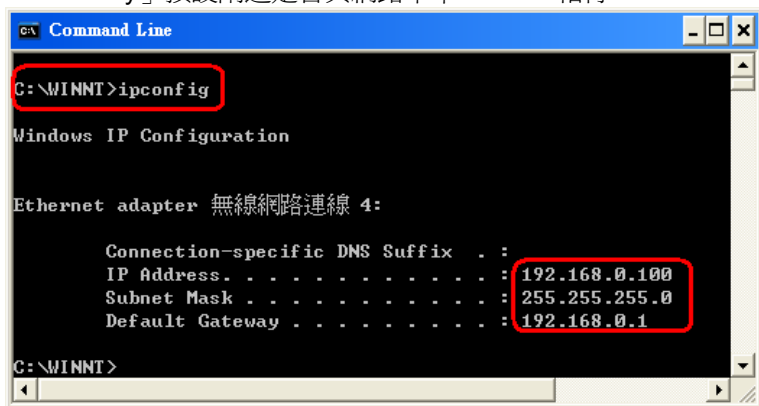 Command Line
C:\WINNT>ipconfig
Windows IP Configuration
Ethernet adapter 無線網路連線 4:
Connection-specific DNS Suffix . :
IP Address. . . . . . . . . . . . : 192.168.0.100
Subnet Mask . . . . . . . . . . . : 255.255.255.0
Default Gateway . . . . . . . . . : 192.168.0.1
C:\WINNT>